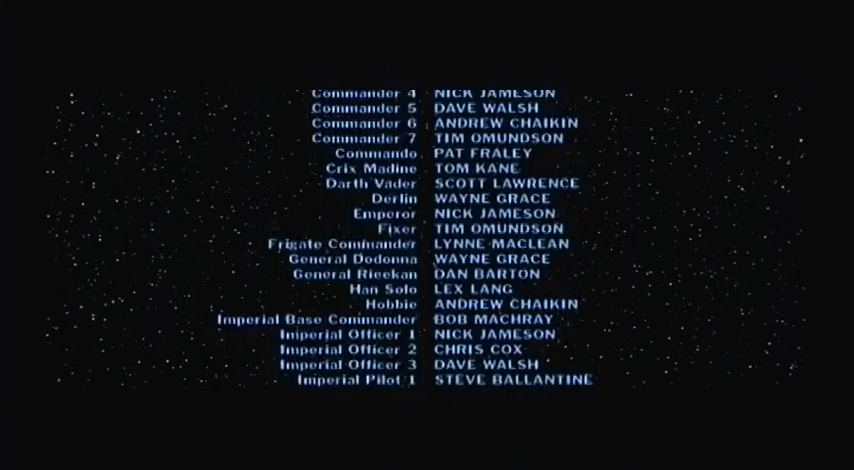 Commander 4 NICK JAMESON
Commander 5 DAVE WALSH
Commander 6 ANDREW CHAIKIN
Commander 7 TIM OMUNDSON
Commando PAT FRALEY
Crix Madine TOM KANE
Darth Vader SCOTT LAWRENCE
Derlin WAYNE GRACE
Emperor NICK JAMESON
Fixer TIM OMUNDSON
Frigate Commander LYNNE MACLEAN
General Dodonna WAYNE GRACE
General Rieekan DAN BARTON
Han Solo LEX LANG
Hobbie ANDREW CHAIKIN
Imperial Base Commander BOB MACHRAY
Imperial Officer 1 NICK JAMESON
Imperial Officer 2 CHRIS COX
Imperial Officer 3 DAVE WALSH
Imperial Pilot 1 STEVE BALLANTINE